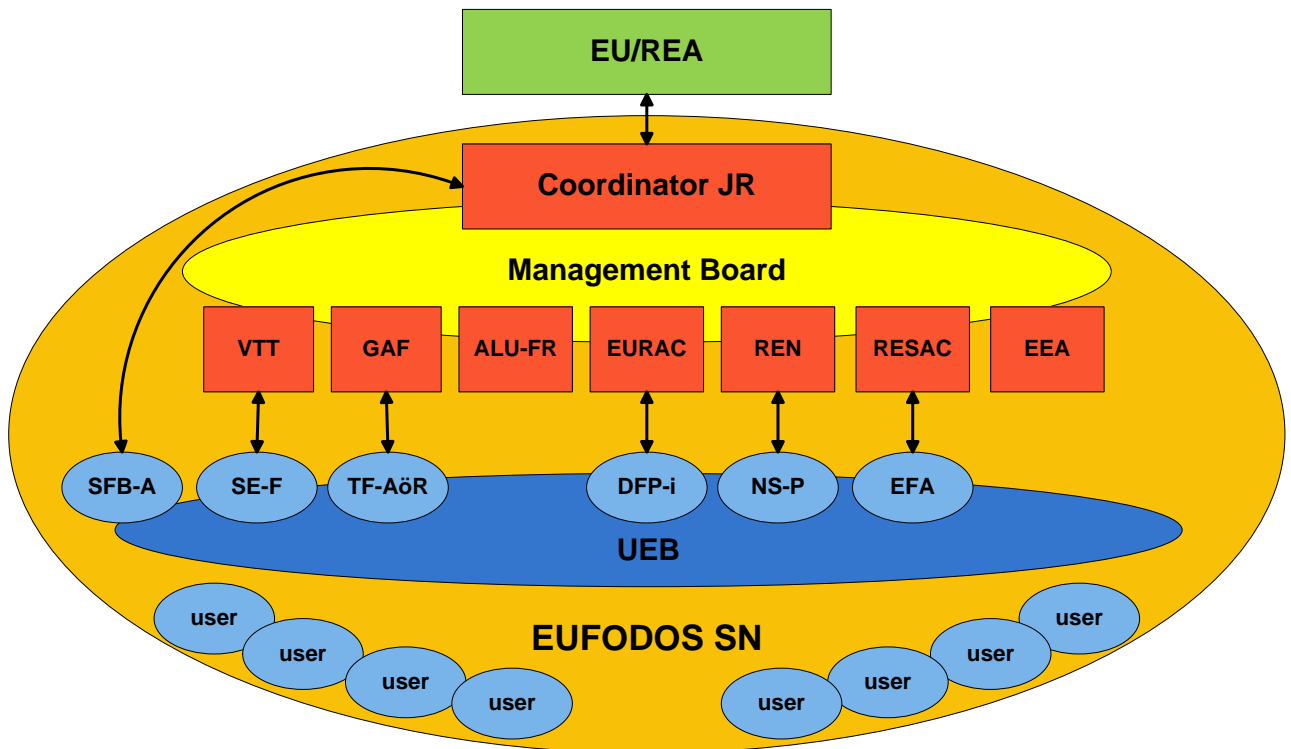 EU/REA
Coordinator JR
Management Board
VTT
GAF
ALU-FR
EURAC
REN
RESAC
EEA
SFB-A
SE-F
TF-AöR
DFP-i
NS-P
EFA
UEB
user
user
user
user
EUFODOS SN
user
user
user
user